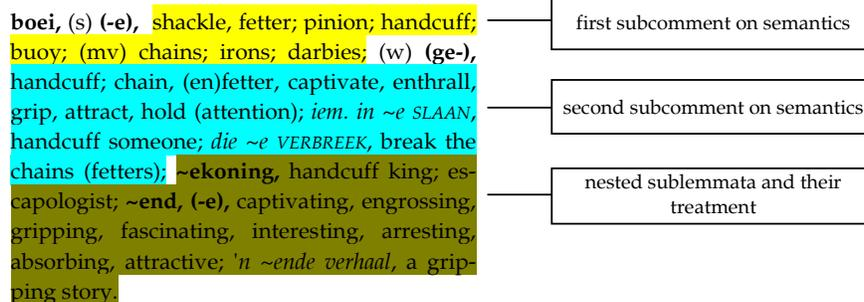 boei, (s) (-e), shackle, fetter; pinion; handcuff;
buoy; (mv) chains; irons; darbies; (w) (ge-),
handcuff; chain, (en)fetter, captivate, enthrall,
grip, attract, hold (attention); iem. in ~e SLAAN,
handcuff someone; die ~e VERBREEK, break the
chains (fetters); ~ekoning, handcuff king; es-
capologist; ~end, (-e), captivating, engrossing,
gripping, fascinating, interesting, arresting,
absorbing, attractive; 'n ~ende verhaal, a grip-
ping story.
first subcomment on semantics
second subcomment on semantics
nested sublemmata and their
treatment